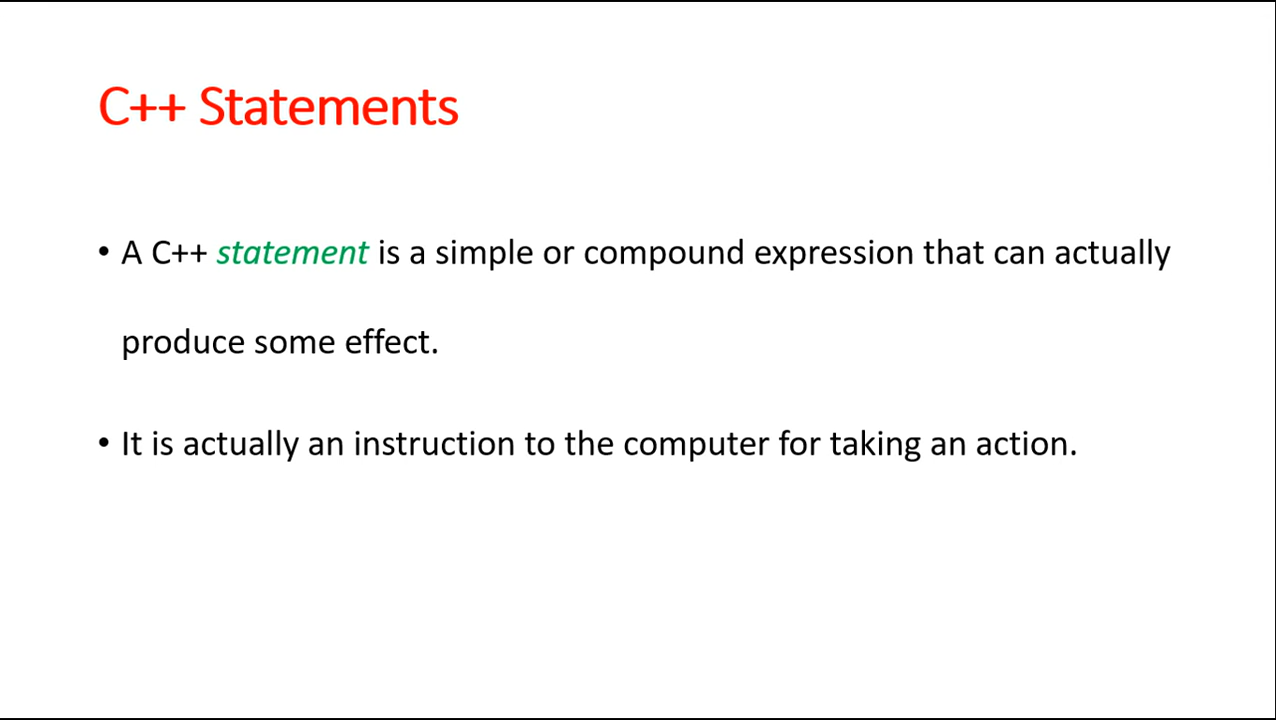 C++ Statements
• A C++ statement is a simple or compound expression that can actually
produce some effect.
• It is actually an instruction to the computer for taking an action.